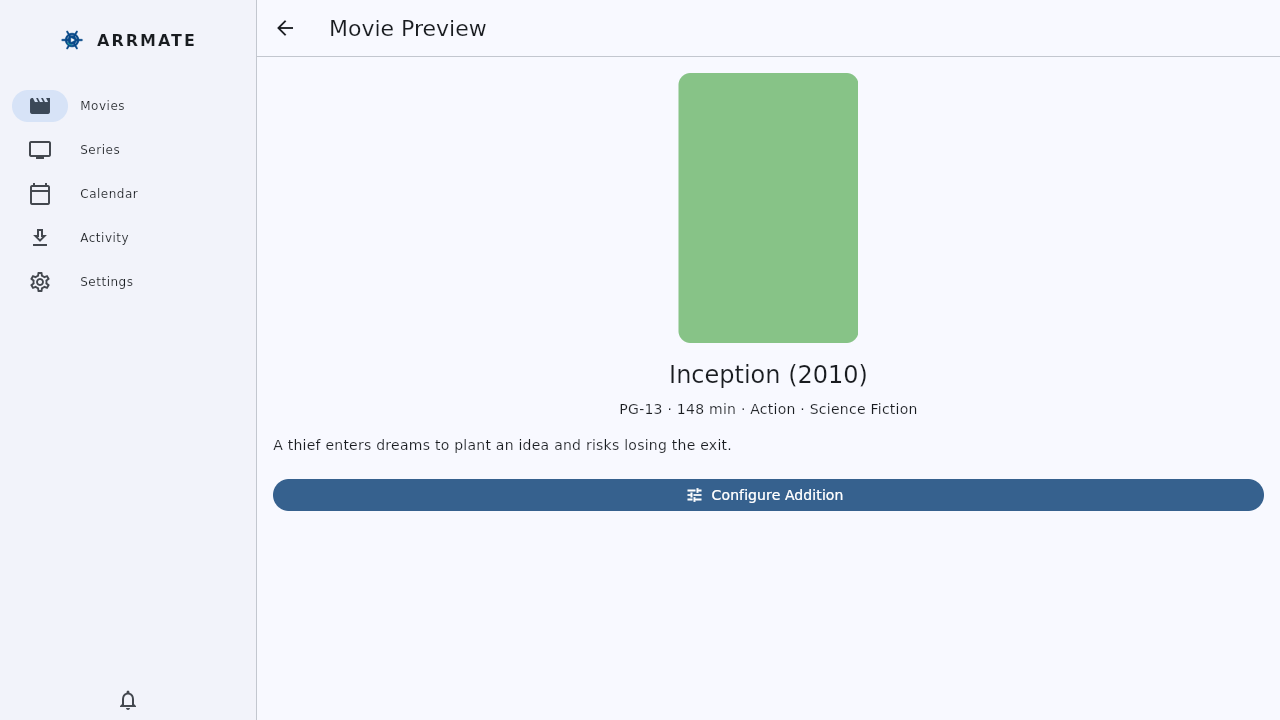 ARRMATE
Movies
Series
Calendar
Activity
Settings
Movie Preview
Inception (2010)
PG-13 · 148 min · Action · Science Fiction
A thief enters dreams to plant an idea and risks losing the exit.
Configure Addition